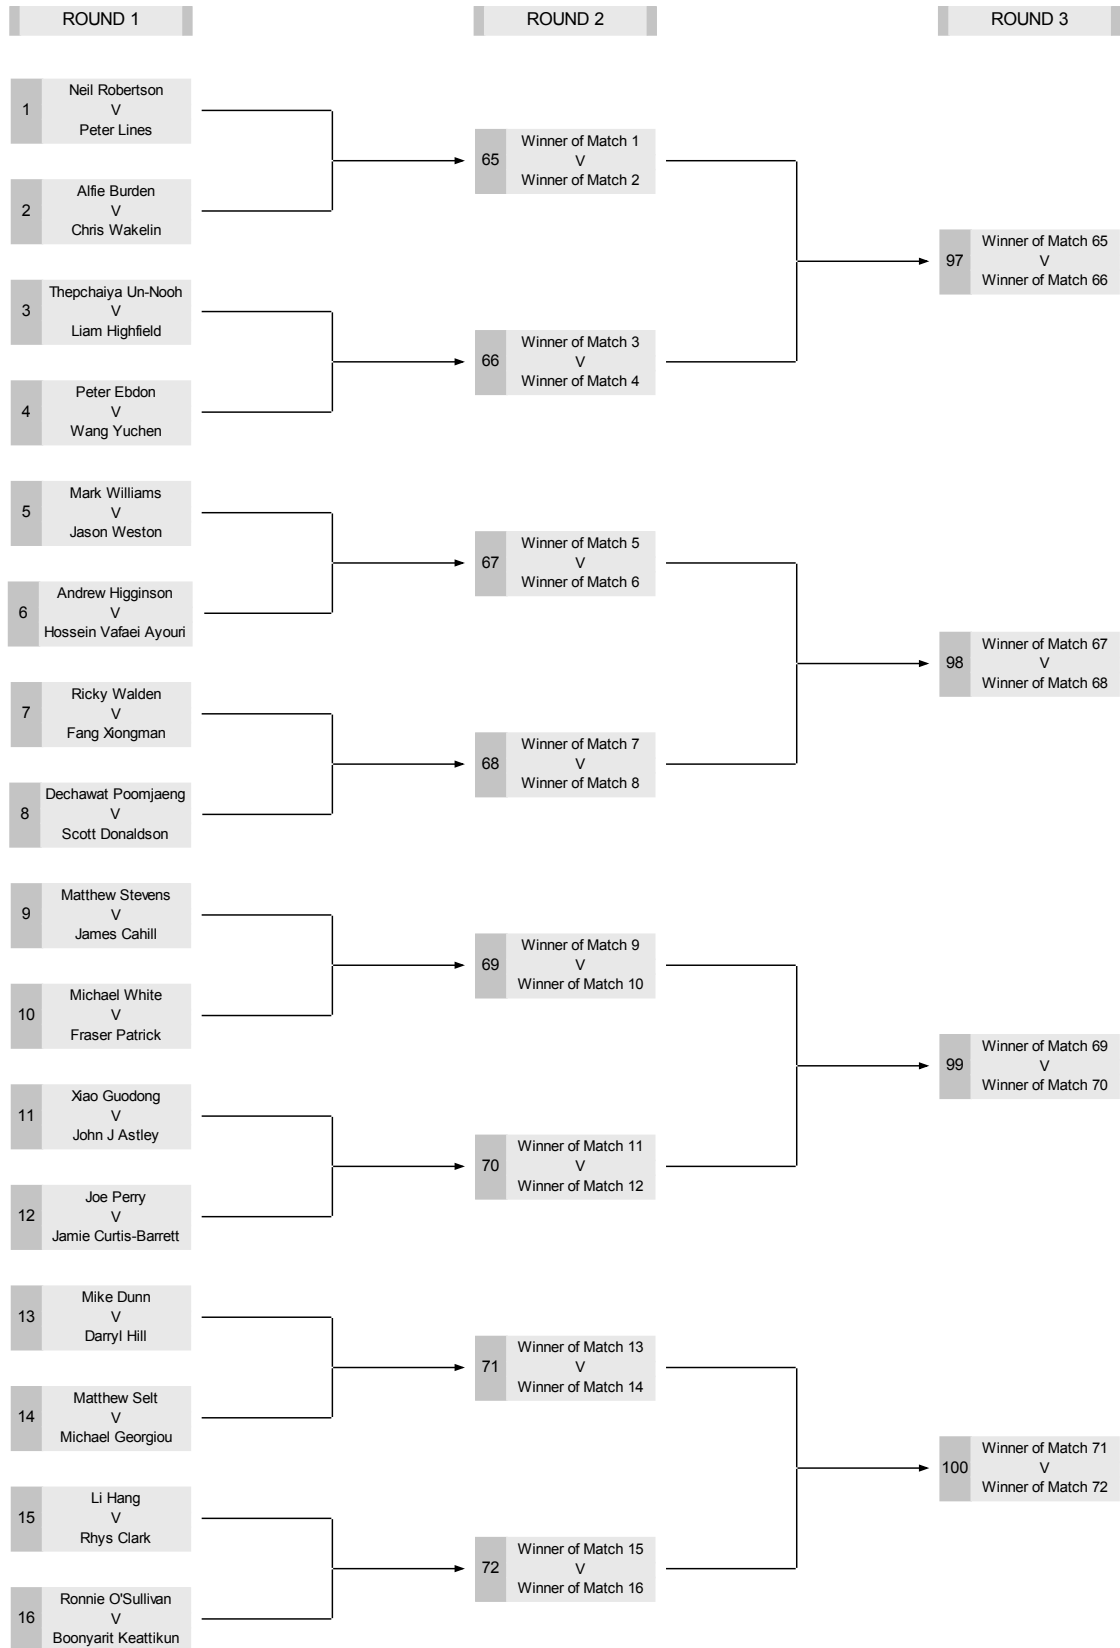 ROUND 1
ROUND 2
ROUND 3
1
Neil Robertson
V
Peter Lines
2
Alfie Burden
V
Chris Wakelin
3
Thepchaiya Un-Nooh
V
Liam Highfield
4
Peter Ebdon
V
Wang Yuchen
5
Mark Williams
V
Jason Weston
6
Andrew Higginson
V
Hossein Vafaei Ayouri
7
Ricky Walden
V
Fang Xiongman
8
Dechawat Poomjaeng
V
Scott Donaldson
9
Matthew Stevens
V
James Cahill
10
Michael White
V
Fraser Patrick
11
Xiao Guodong
V
John J Astley
12
Joe Perry
V
Jamie Curtis-Barrett
13
Mike Dunn
V
Darryl Hill
14
Matthew Selt
V
Michael Georgiou
15
Li Hang
V
Rhys Clark
16
Ronnie O'Sullivan
V
Boonyarit Keattikun
65
Winner of Match 1
V
Winner of Match 2
66
Winner of Match 3
V
Winner of Match 4
67
Winner of Match 5
V
Winner of Match 6
68
Winner of Match 7
V
Winner of Match 8
69
Winner of Match 9
V
Winner of Match 10
70
Winner of Match 11
V
Winner of Match 12
71
Winner of Match 13
V
Winner of Match 14
72
Winner of Match 15
V
Winner of Match 16
97
Winner of Match 65
V
Winner of Match 66
98
Winner of Match 67
V
Winner of Match 68
99
Winner of Match 69
V
Winner of Match 70
100
Winner of Match 71
V
Winner of Match 72